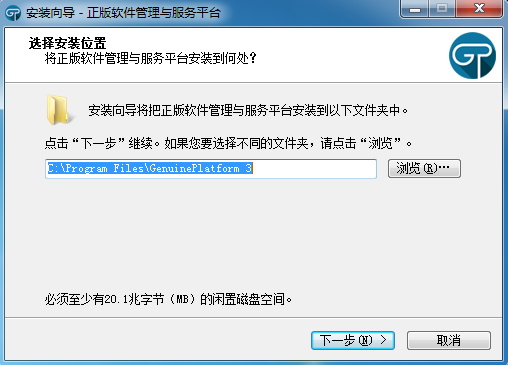 安装向导 - 正版软件管理与服务平台
选择安装位置
将正版软件管理与服务平台安装到何处?
GT
安装向导将把正版软件管理与服务平台安装到以下文件夹中。
点击“下一步”继续。如果您要选择不同的文件夹,请点击“浏览”。
C:\Program Files\GenuinePlatform 3
浏览(R)...
必须至少有20.1兆字节(MB)的闲置磁盘空间。
下一步(N) >
取消